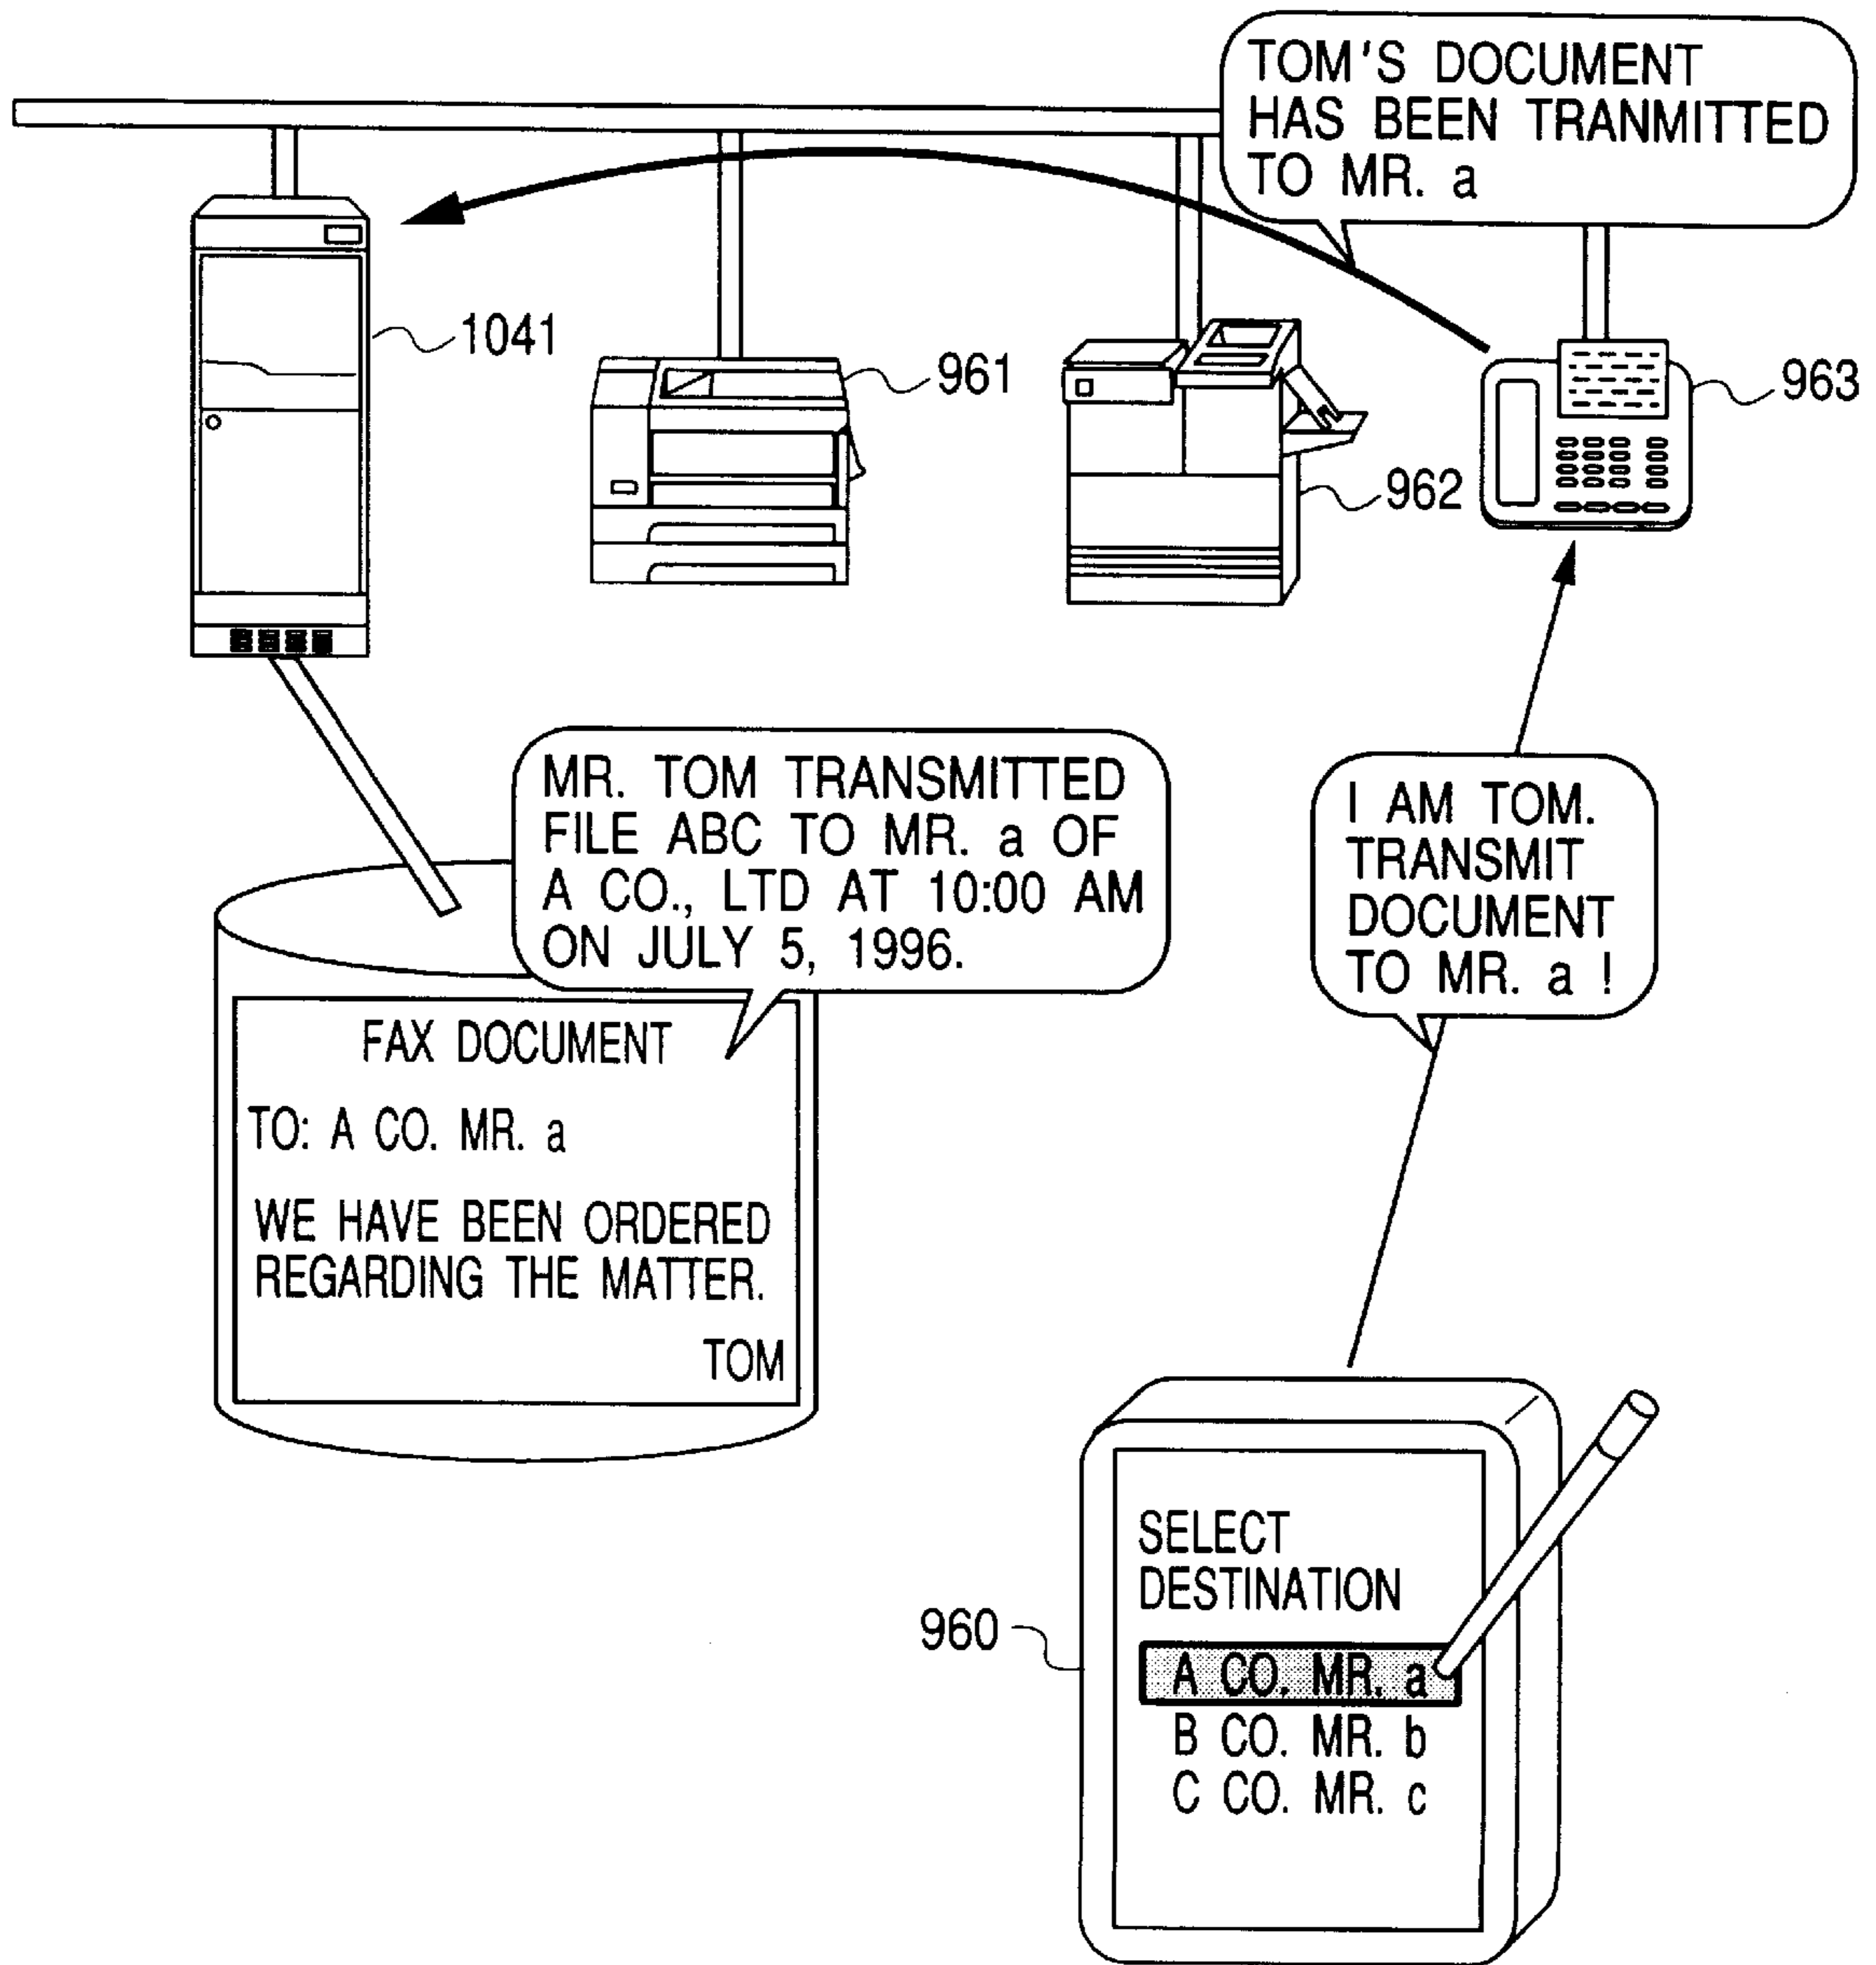 TOM'S DOCUMENT
HAS BEEN TRANMITTED
TO MR. a
1041
961
962
963
MR. TOM TRANSMITTED
FILE ABC TO MR. a OF
A CO., LTD AT 10:00 AM
ON JULY 5, 1996.
I AM TOM.
TRANSMIT
DOCUMENT
TO MR. a !
FAX DOCUMENT
TO: A CO. MR. a
WE HAVE BEEN ORDERED
REGARDING THE MATTER.
TOM
SELECT
DESTINATION
960
A CO. MR. a
B CO. MR. b
C CO. MR. c